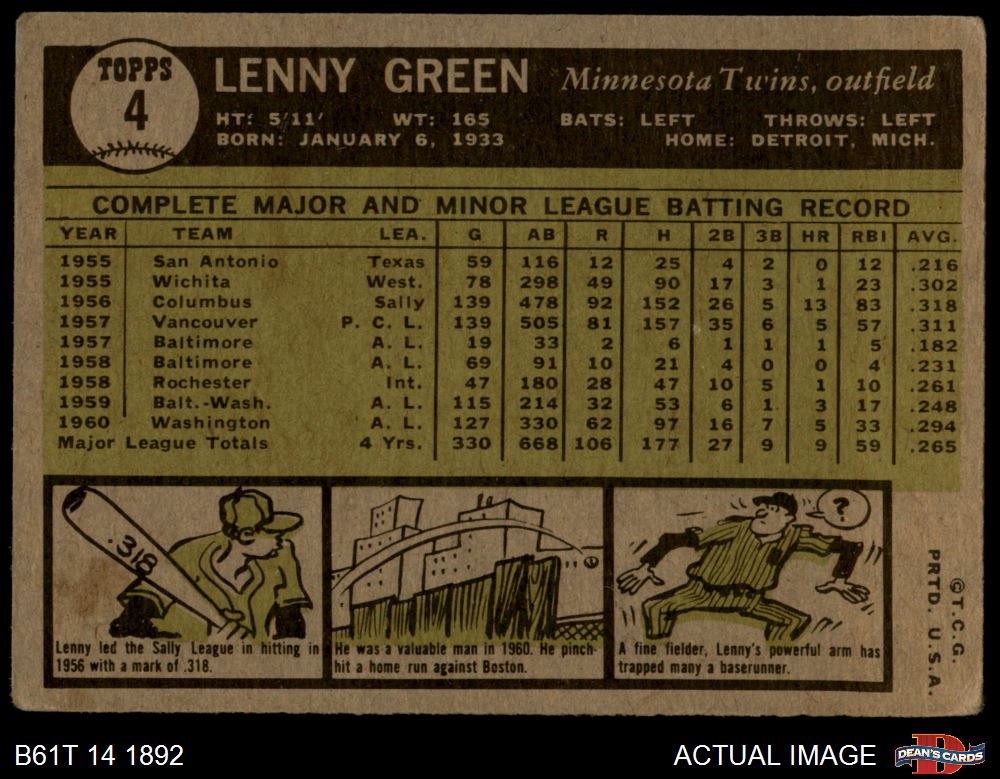 TOPPS
4
LENNY GREEN Minnesota Twins, outfield
HT: 5'11' WT: 165 BATS: LEFT THROWS: LEFT
BORN: JANUARY 6, 1933 HOME: DETROIT, MICH.
COMPLETE MAJOR AND MINOR LEAGUE BATTING RECORD
YEAR TEAM LEA. G AB R H 2B 3B HR RBI AVG.
1955 San Antonio Texas 59 116 12 25 4 2 0 12 .216
1955 Wichita West. 78 298 49 90 17 3 1 23 .302
1956 Columbus Sally 139 478 92 152 26 5 13 83 .318
1957 Vancouver P. C. L. 139 505 81 157 35 6 5 57 .311
1957 Baltimore A. L. 19 33 2 6 1 1 1 5 .182
1958 Baltimore A. L. 69 91 10 21 4 0 0 4 .231
1958 Rochester Int. 47 180 28 47 10 5 1 10 .261
1959 Balt.-Wash. A. L. 115 214 32 53 6 1 3 17 .248
1960 Washington A. L. 127 330 62 97 16 7 5 33 .294
Major League Totals 4 Yrs. 330 668 106 177 27 9 9 59 .265
.318
?
Lenny led the Sally League in hitting in
1956 with a mark of .318.
He was a valuable man in 1960. He pinch-
hit a home run against Boston.
A fine fielder, Lenny's powerful arm has
trapped many a baserunner.
©T.C.G.
PRTD. U.S.A.
B61T 14 1892
ACTUAL IMAGE
DEAN'S CARDS